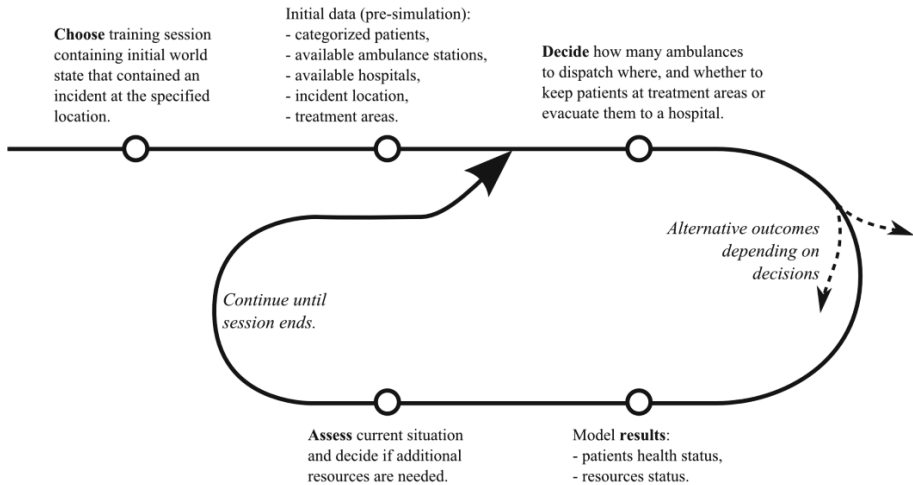 Choose training session
containing initial world
state that contained an
incident at the specified
location.
Initial data (pre-simulation):
- categorized patients,
- available ambulance stations,
- available hospitals,
- incident location,
- treatment areas.
Decide how many ambulances
to dispatch where, and whether to
keep patients at treatment areas or
evacuate them to a hospital.
Alternative outcomes
depending on
decisions
Continue until
session ends.
Assess current situation
and decide if additional
resources are needed.
Model results:
- patients health status,
- resources status.